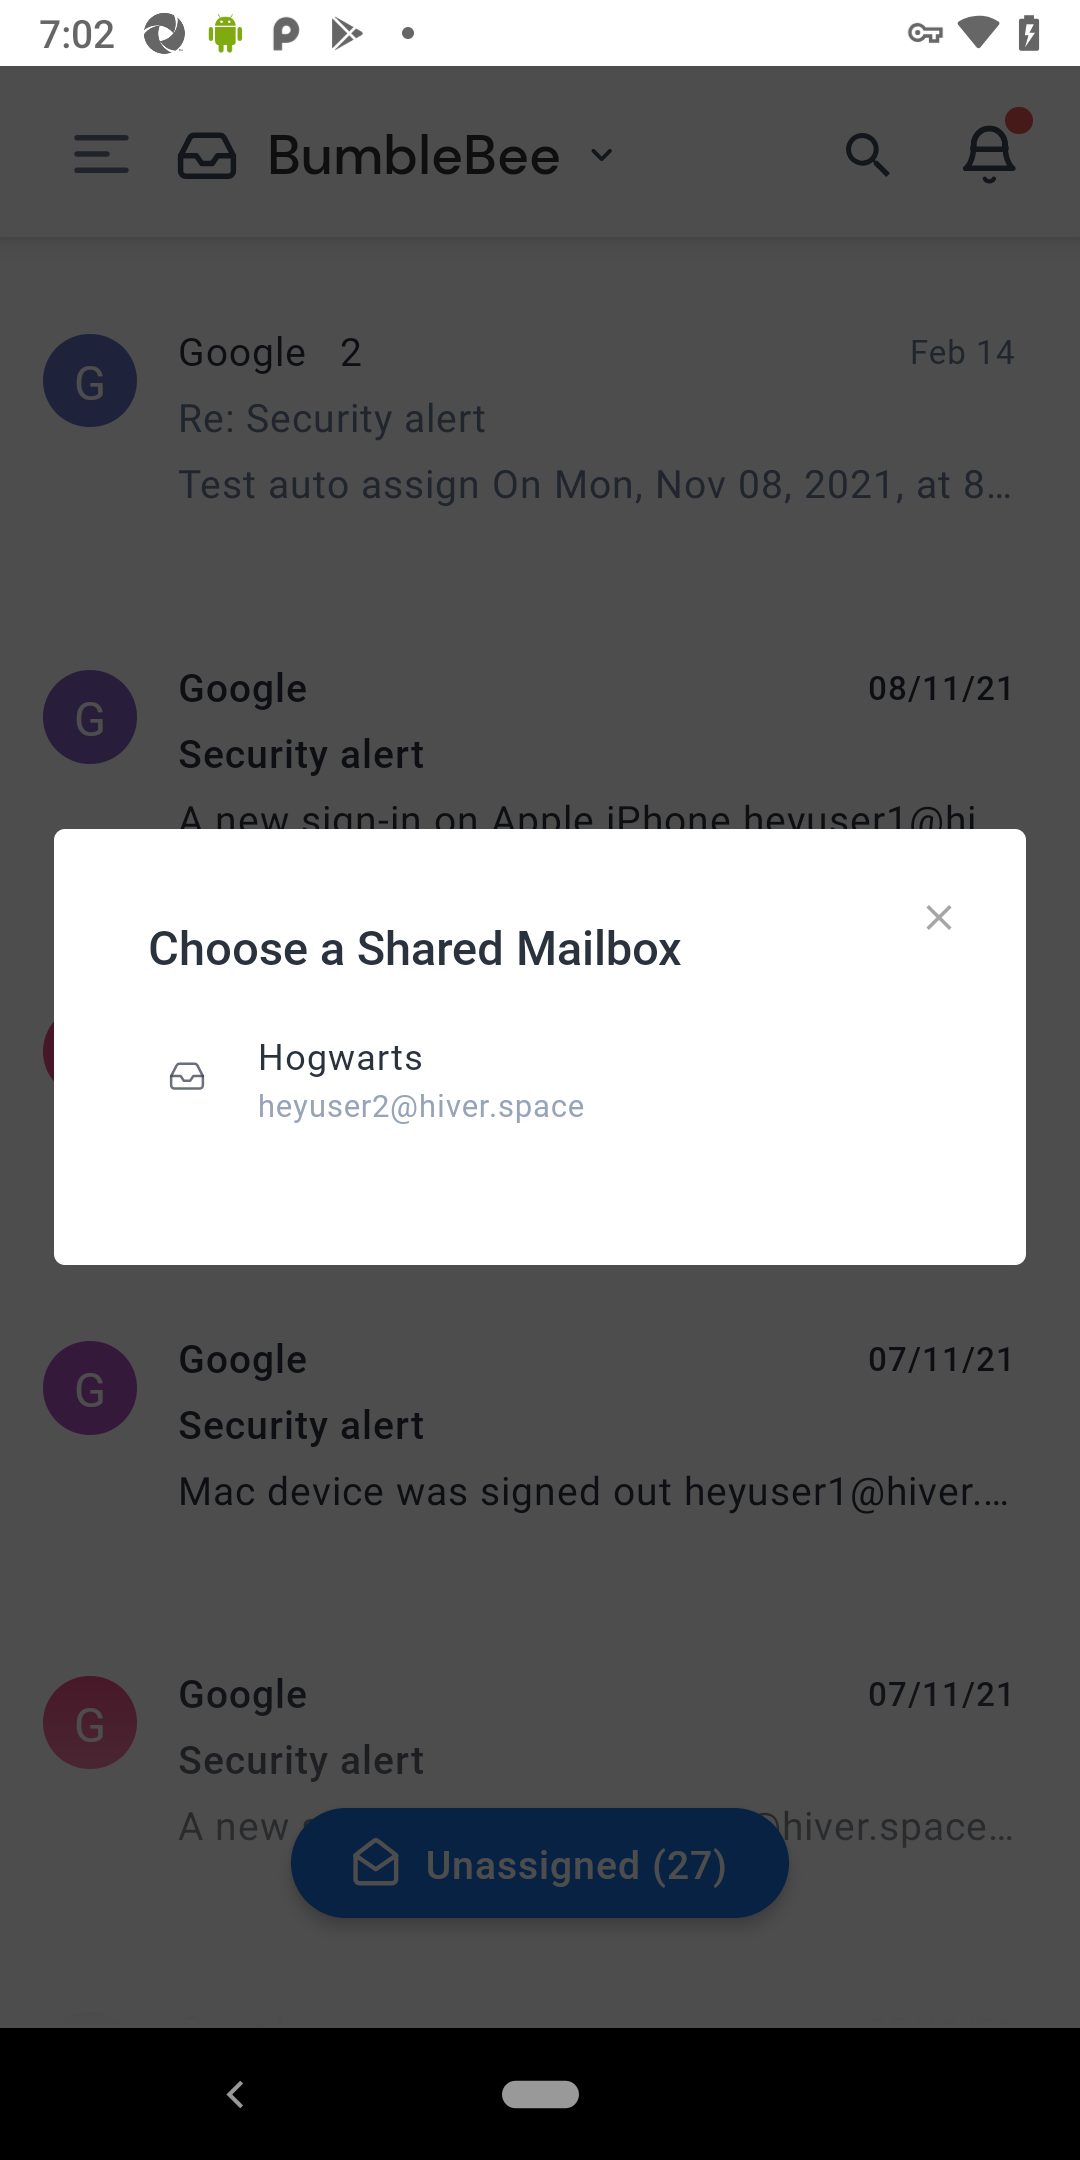 7:02
BumbleBee
G
Google 2
Feb 14
Re: Security alert
Test auto assign On Mon, Nov 08, 2021, at 8...
G
Google
08/11/21
Security alert
A new sign-in on Apple iPhone heyuser1@hi
Choose a Shared Mailbox
Hogwarts
heyuser2@hiver.space
G
Google
07/11/21
Security alert
Mac device was signed out heyuser1@hiver....
G
Google
07/11/21
Security alert
A new @hiver.space...
Unassigned (27)